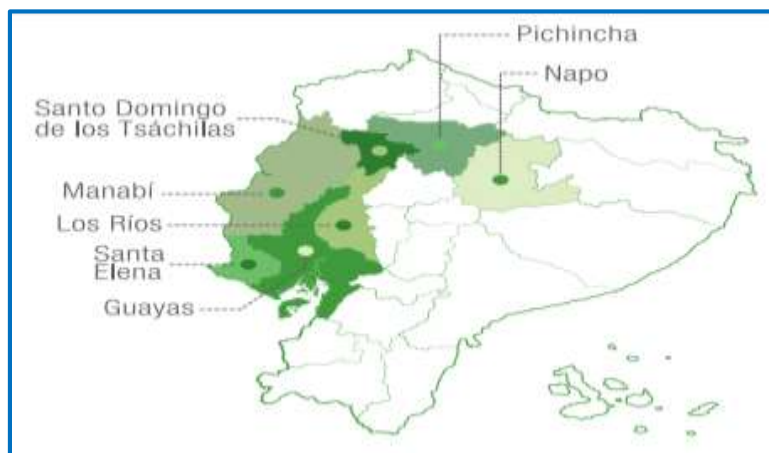 Pichincha
Napo
Santo Domingo
de los Tsáchilas
Manabí
Los Ríos
Santa
Elena
Guayas